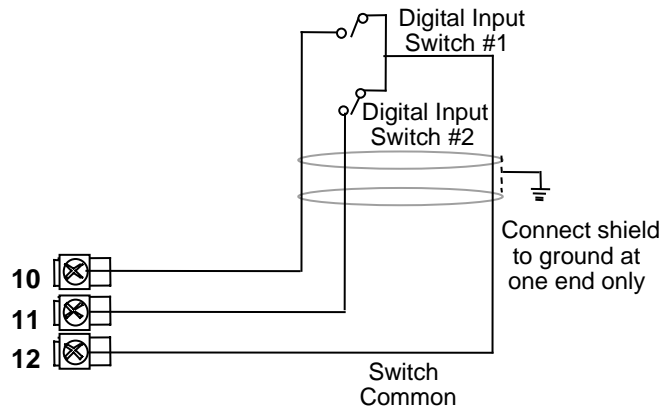 Digital Input
Switch #1
Digital Input
Switch #2
Connect shield
to ground at
one end only
10
11
12
Switch
Common